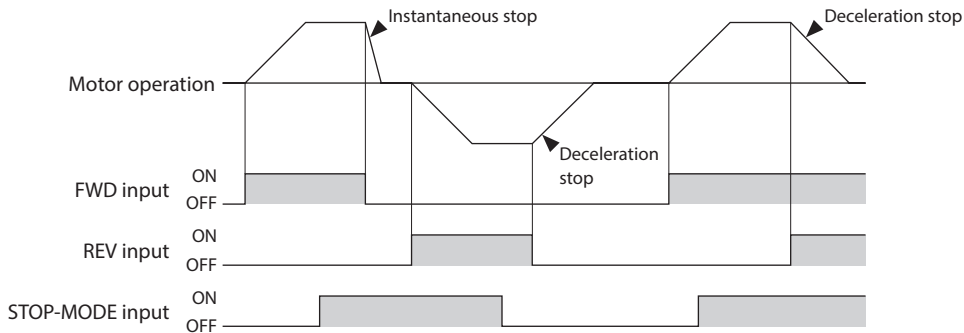 Instantaneous stop
Deceleration stop
Motor operation
Deceleration
stop
FWD input
ON
OFF
REV input
ON
OFF
STOP-MODE input
ON
OFF